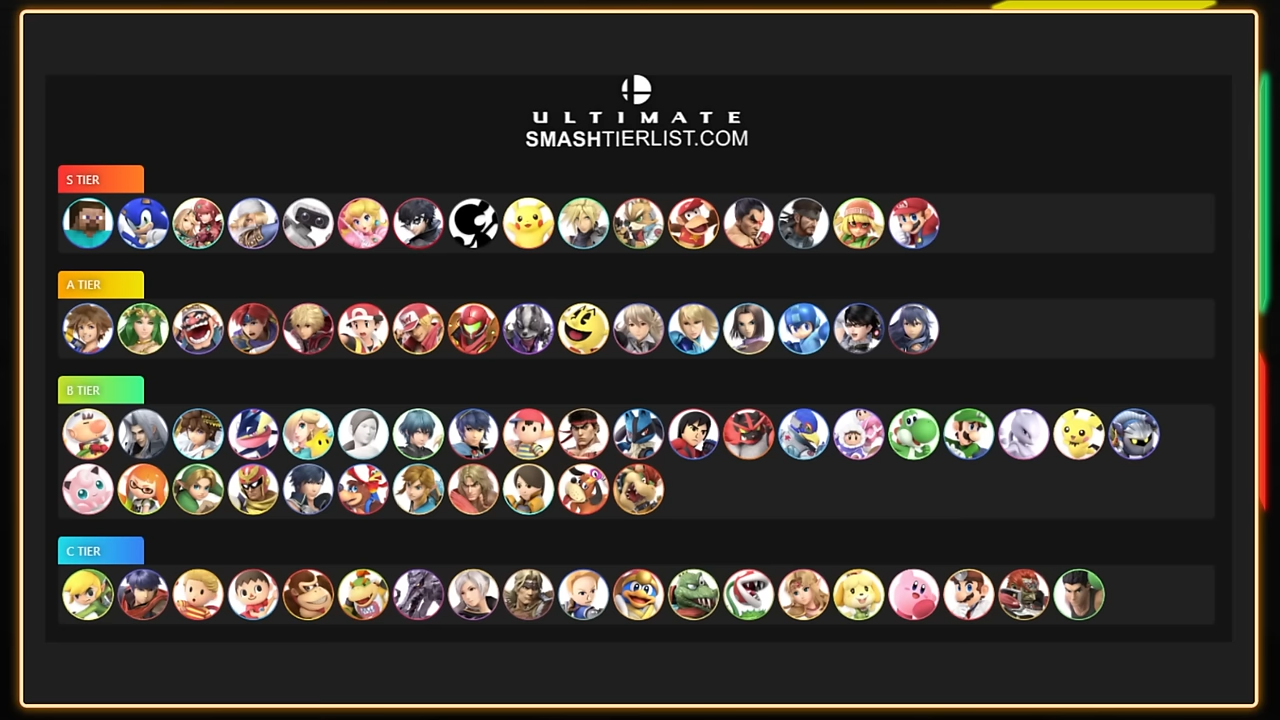 ULTIMATE
SMASHTIERLIST.COM
S TIER
A TIER
B TIER
C TIER